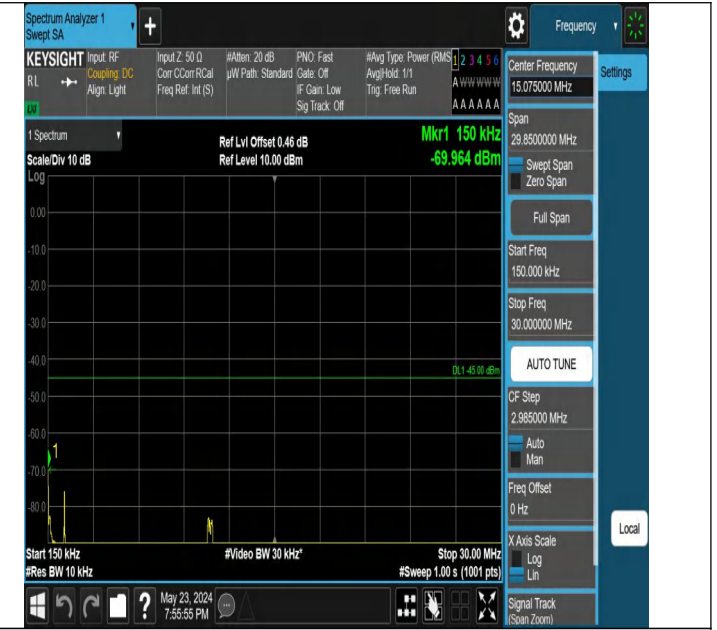 Spectrum Analyzer 1
Swept SA
+
Frequency
KEYSIGHT
RL
LXI
Input: RF
Coupling: DC
Align: Light
Input Z: 50 Ω
Corr CCorr RCal
Freq Ref: Int (S)
#Atten: 20 dB
µW Path: Standard
PNO: Fast
Gate: Off
IF Gain: Low
Sig Track: Off
#Avg Type: Power (RMS
Avg|Hold: 1/1
Trig: Free Run
1 2 3 4 5 6
A W W W W W
A A A A A A
1 Spectrum
Scale/Div 10 dB
Log
Ref Lvl Offset 0.46 dB
Ref Level 10.00 dBm
Mkr1 150 kHz
-69.964 dBm
0.00
-10.0
-20.0
-30.0
-40.0
-50.0
-60.0
-70.0
-80.0
DL1 -45.00 dBm
1
Start 150 kHz
#Res BW 10 kHz
#Video BW 30 kHz*
Stop 30.00 MHz
#Sweep 1.00 s (1001 pts)
Center Frequency
15.075000 MHz
Settings
Span
29.8500000 MHz
Swept Span
Zero Span
Full Span
Start Freq
150.000 kHz
Stop Freq
30.000000 MHz
AUTO TUNE
CF Step
2.985000 MHz
Auto
Man
Freq Offset
0 Hz
X Axis Scale
Log
Lin
Local
Signal Track
(Span Zoom)
?
May 23, 2024
7:55:55 PM